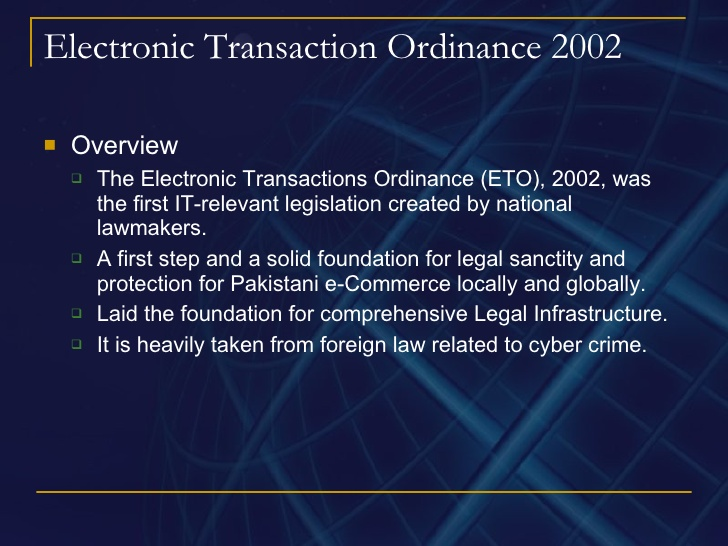 Electronic Transaction Ordinance 2002
Overview
The Electronic Transactions Ordinance (ETO), 2002, was
the first IT-relevant legislation created by national
lawmakers.
A first step and a solid foundation for legal sanctity and
protection for Pakistani e-Commerce locally and globally.
Laid the foundation for comprehensive Legal Infrastructure.
It is heavily taken from foreign law related to cyber crime.